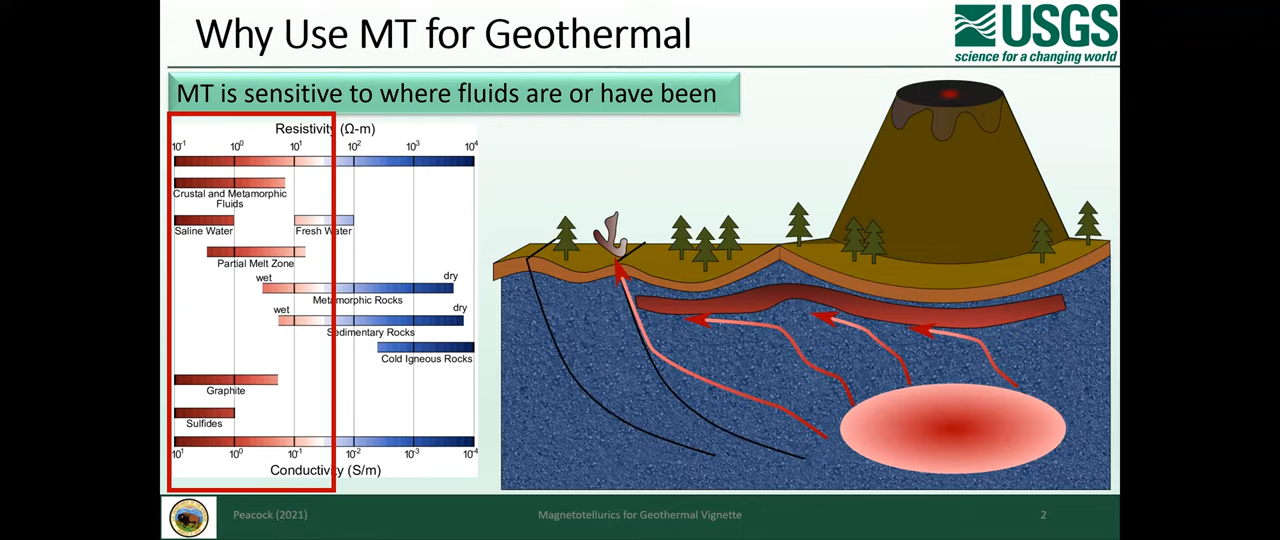 Why Use MT for Geothermal
USGS
science for a changing world
MT is sensitive to where fluids are or have been
Resistivity (Ω-m)
10-1 10⁰ 10¹ 10² 10³ 10⁴
Crustal and Metamorphic
Fluids
Saline Water Fresh Water
Partial Melt Zone
wet dry
Metamorphic Rocks
wet dry
Sedimentary Rocks
Cold Igneous Rocks
Graphite
Sulfides
10¹ 10⁰ 10-1 10-2 10-3 10-4
Conductivity (S/m)
Peacock (2021) Magnetotellurics for Geothermal Vignette 2